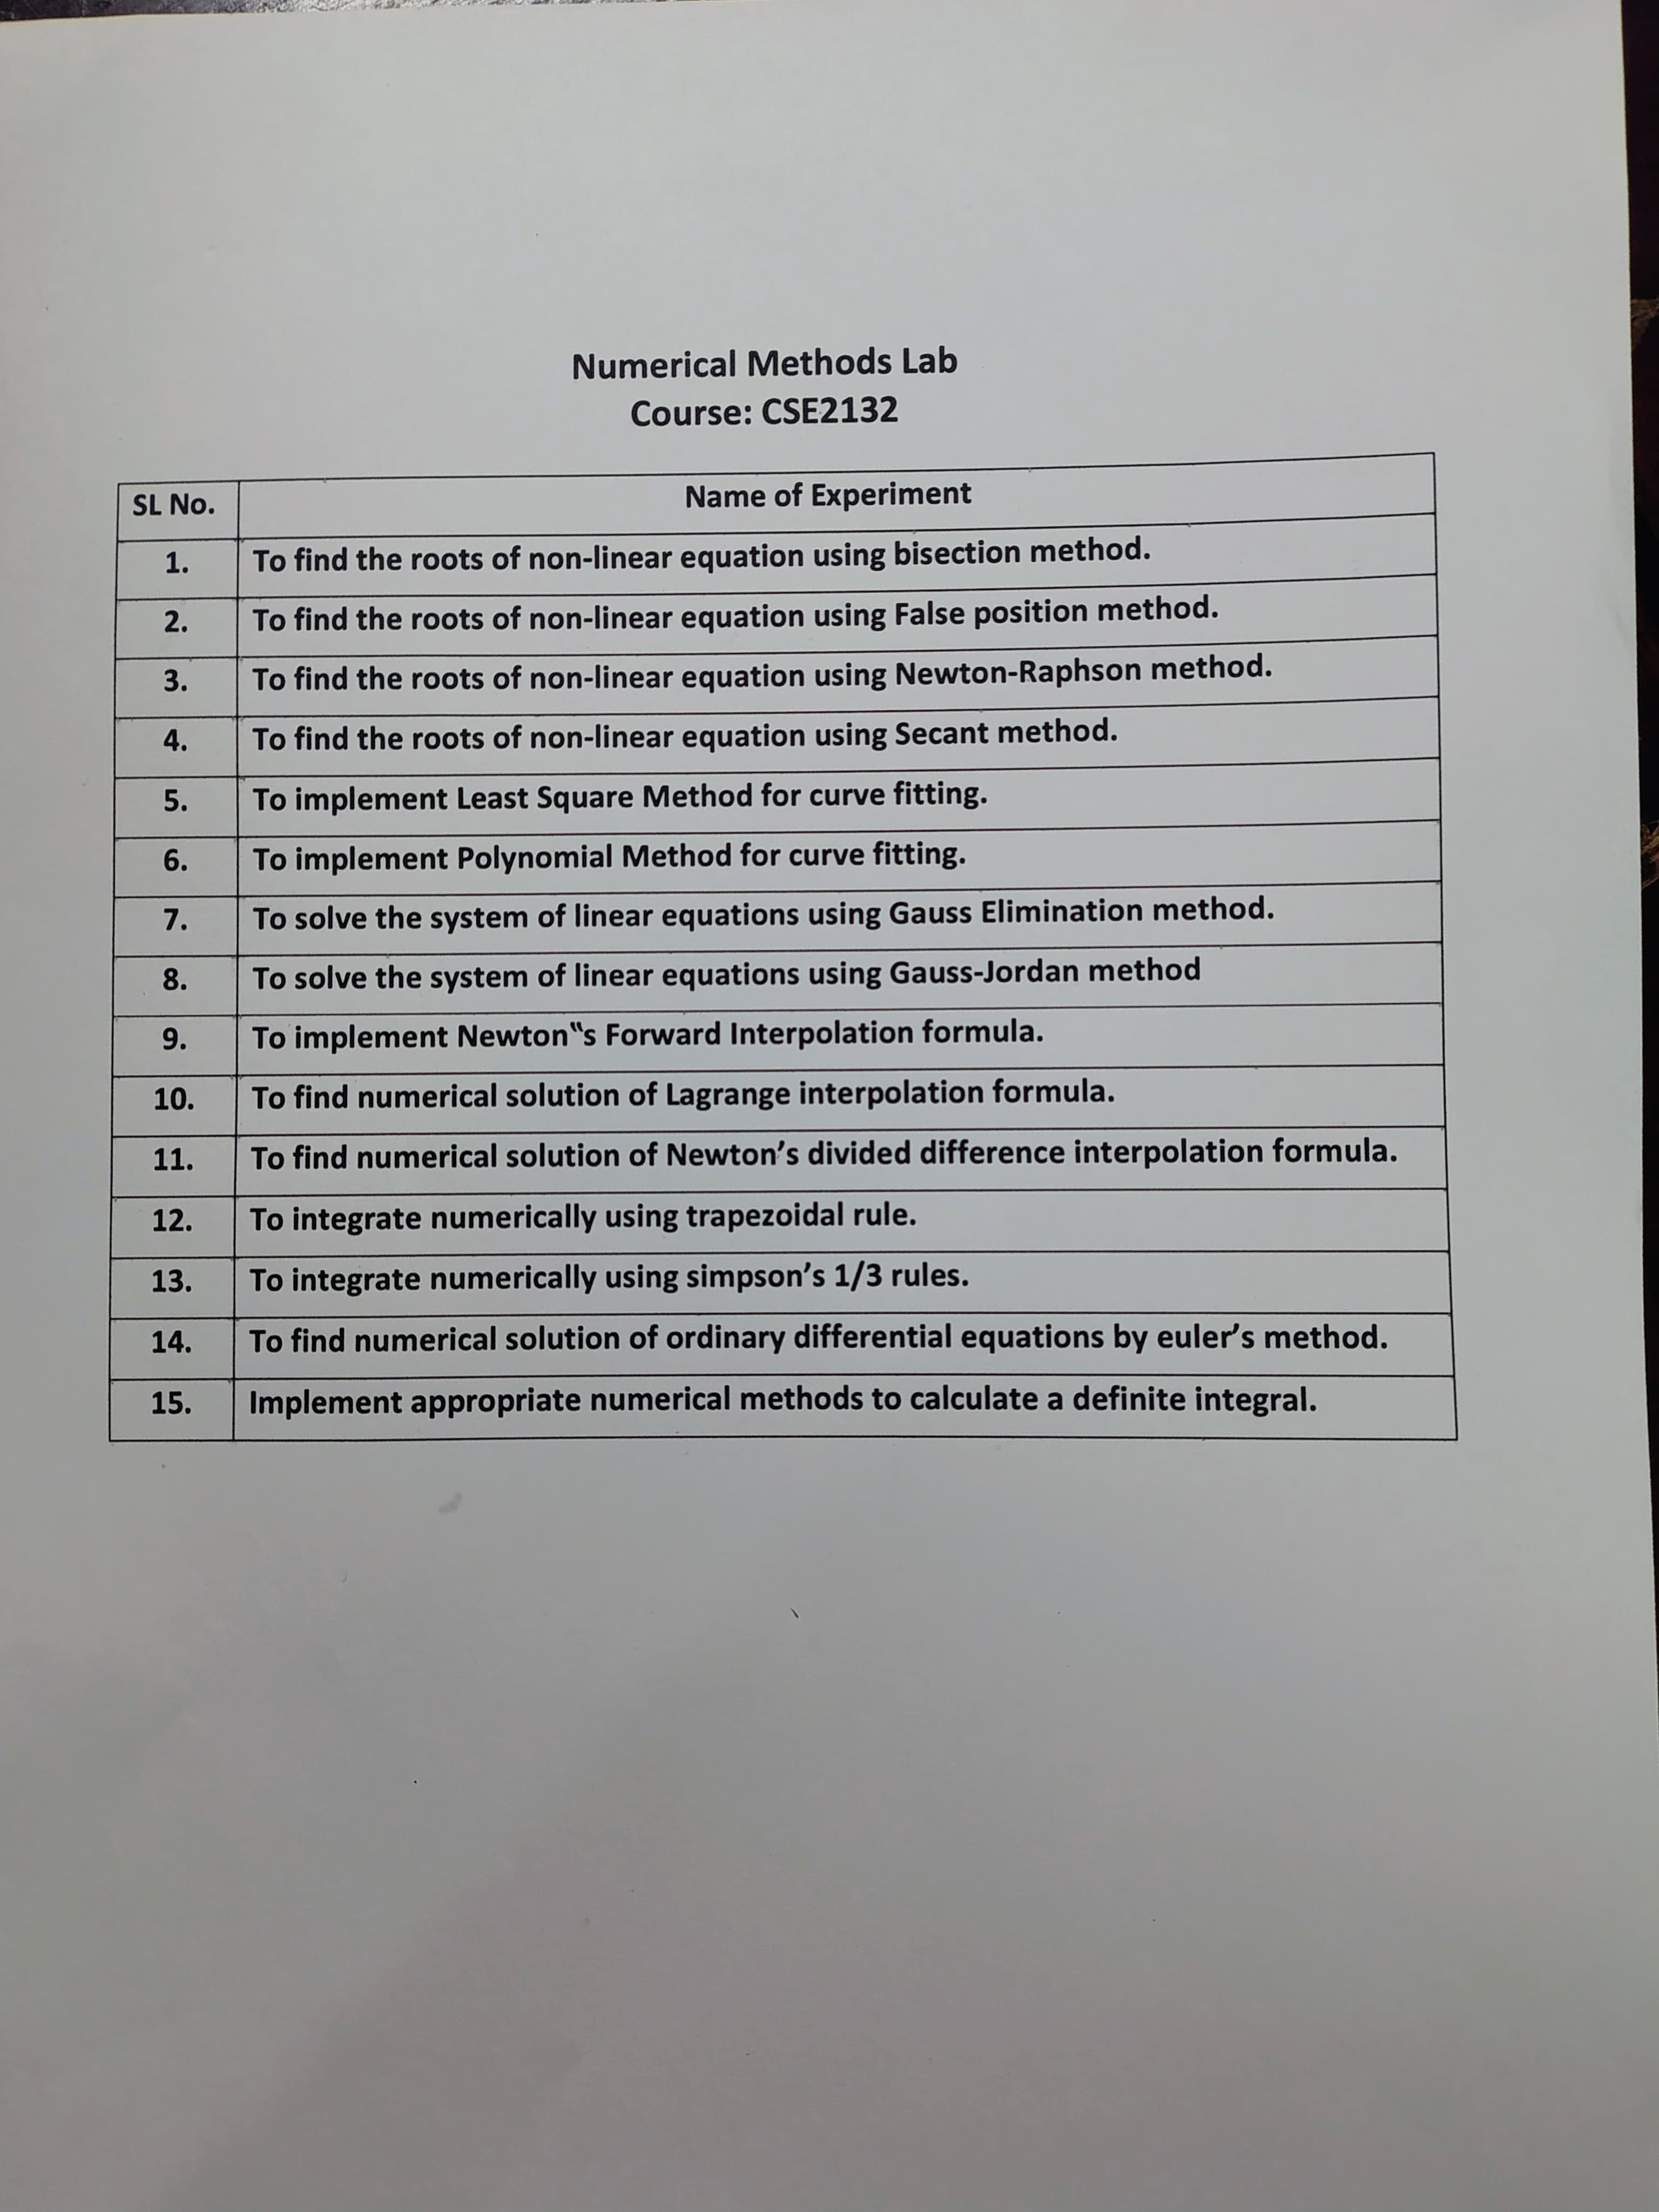 Numerical Methods Lab
Course: CSE2132
SL No. Name of Experiment
1. To find the roots of non-linear equation using bisection method.
2. To find the roots of non-linear equation using False position method.
3. To find the roots of non-linear equation using Newton-Raphson method.
4. To find the roots of non-linear equation using Secant method.
5. To implement Least Square Method for curve fitting.
6. To implement Polynomial Method for curve fitting.
7. To solve the system of linear equations using Gauss Elimination method.
8. To solve the system of linear equations using Gauss-Jordan method
9. To implement Newton‟s Forward Interpolation formula.
10. To find numerical solution of Lagrange interpolation formula.
11. To find numerical solution of Newton’s divided difference interpolation formula.
12. To integrate numerically using trapezoidal rule.
13. To integrate numerically using simpson’s 1/3 rules.
14. To find numerical solution of ordinary differential equations by euler’s method.
15. Implement appropriate numerical methods to calculate a definite integral.